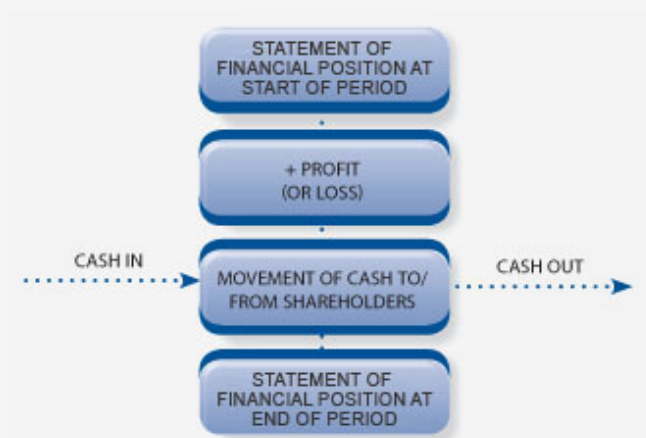 STATEMENT OF
FINANCIAL POSITION AT
START OF PERIOD
+ PROFIT
(OR LOSS)
CASH IN
MOVEMENT OF CASH TO/
FROM SHAREHOLDERS
CASH OUT
STATEMENT OF
FINANCIAL POSITION AT
END OF PERIOD